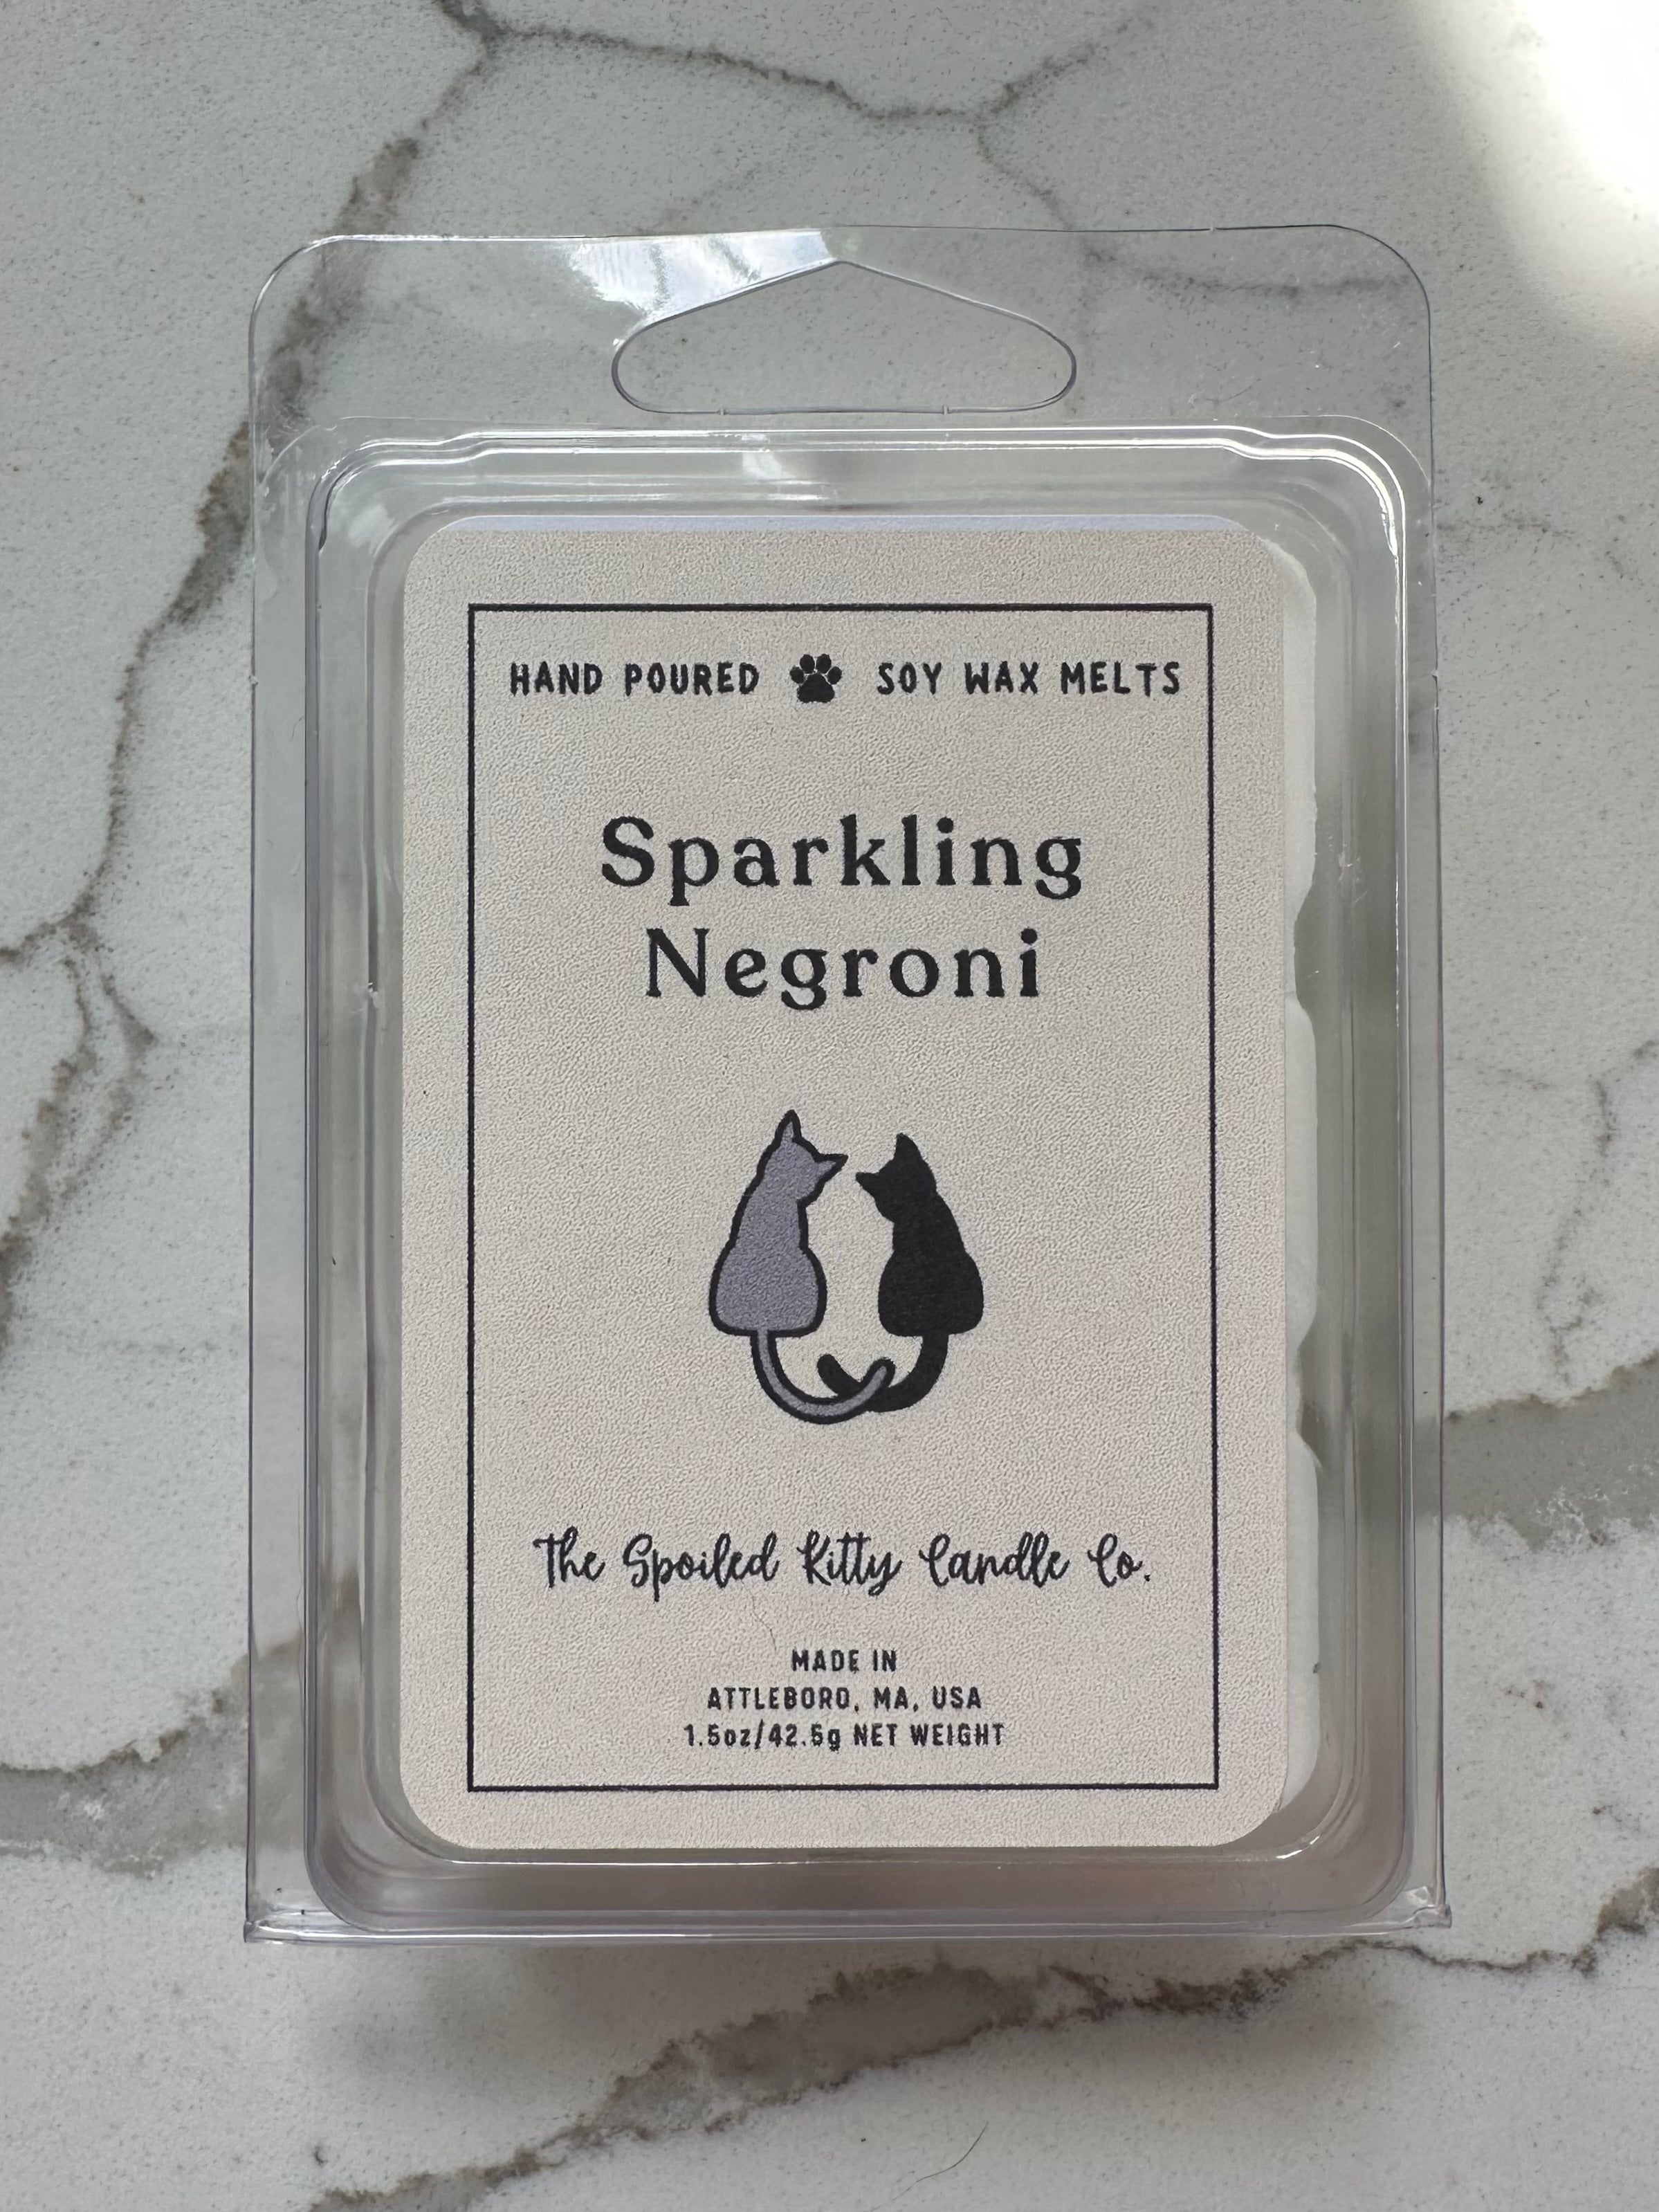 HAND POURED SOY WAX MELTS
Sparkling
Negroni
The Spoiled Kitty Candle Co.
MADE IN
ATTLEBORO, MA, USA
1.5oz/42.5g NET WEIGHT